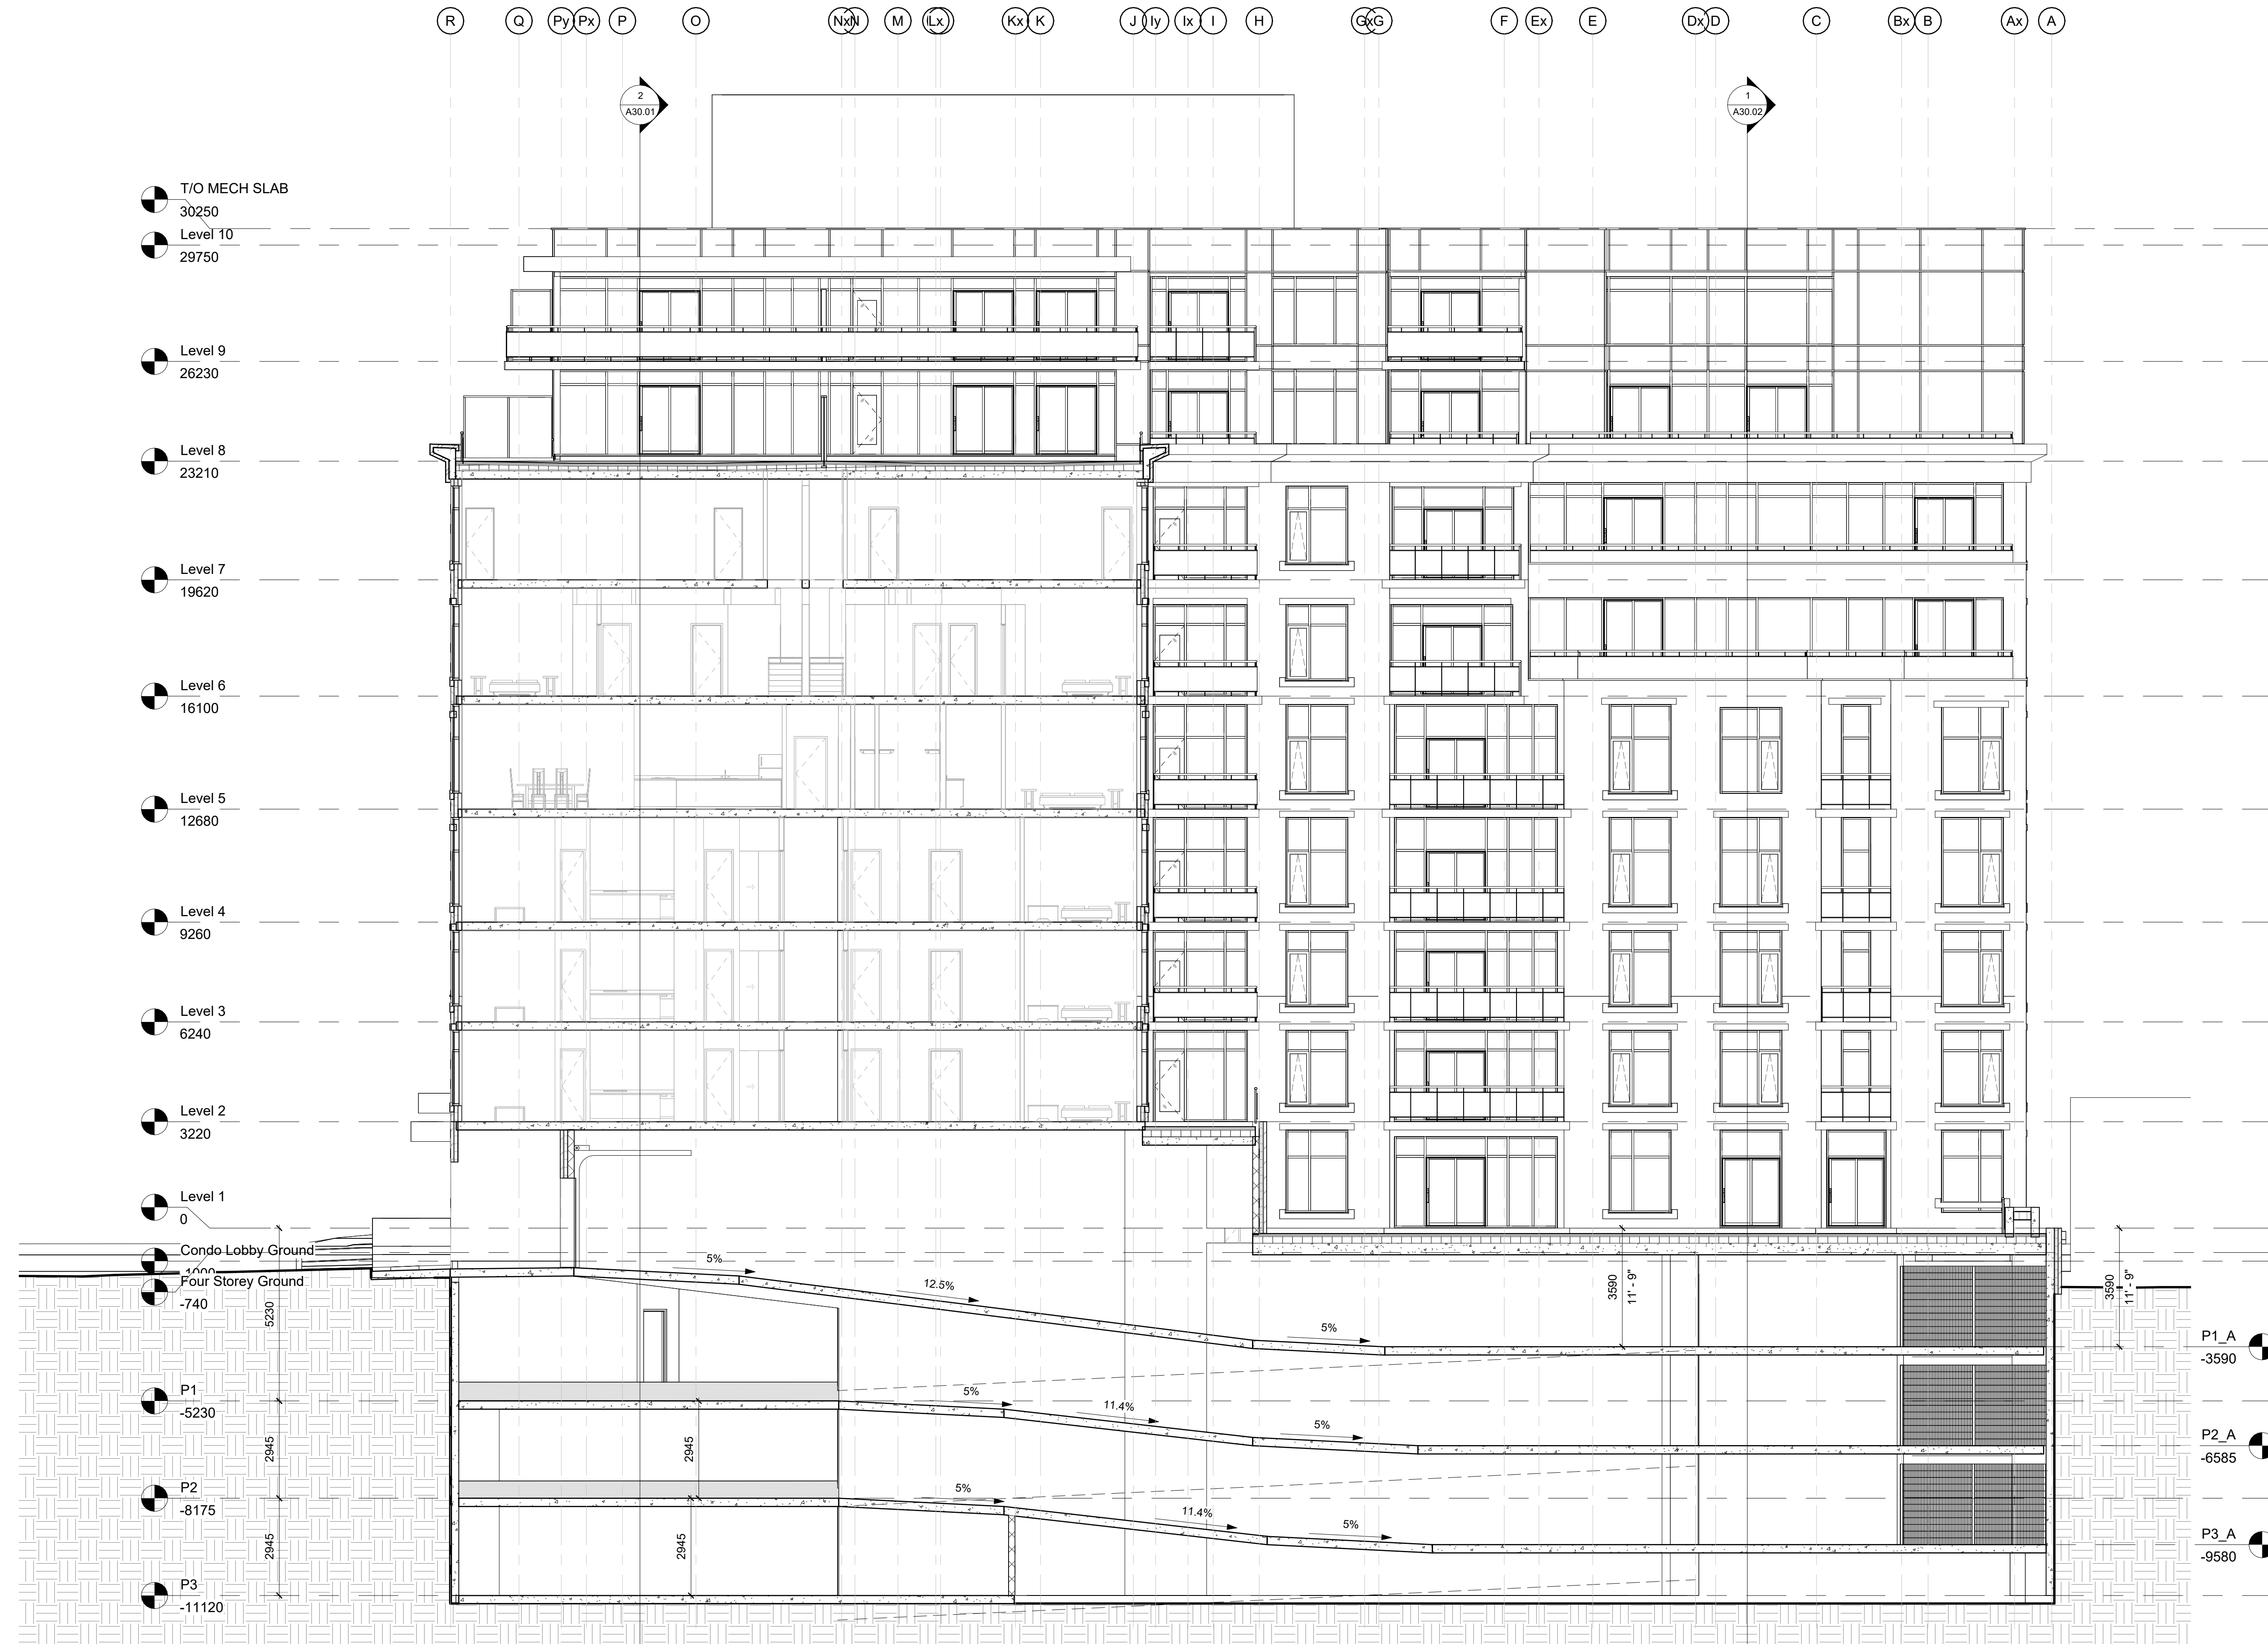 R
Q
Py
Px
P
O
Nx
N
M
Lx
Kx
K
J
Iy
Ix
I
H
Gx
G
F
Ex
E
Dx
D
C
Bx
B
Ax
A
2
A30.01
1
A30.02
T/O MECH SLAB
30250
Level 10
29750
Level 9
26230
Level 8
23210
Level 7
19620
Level 6
16100
Level 5
12680
Level 4
9260
Level 3
6240
Level 2
3220
Level 1
0
Condo Lobby Ground
Four Storey Ground
-740
5230
5%
12.5%
5%
3590
11' - 9"
3590
11' - 9"
P1_A
-3590
P1
-5230
5%
11.4%
5%
2945
2945
P2_A
-6585
P2
-8175
5%
11.4%
5%
2945
2945
P3_A
-9580
P3
-11120